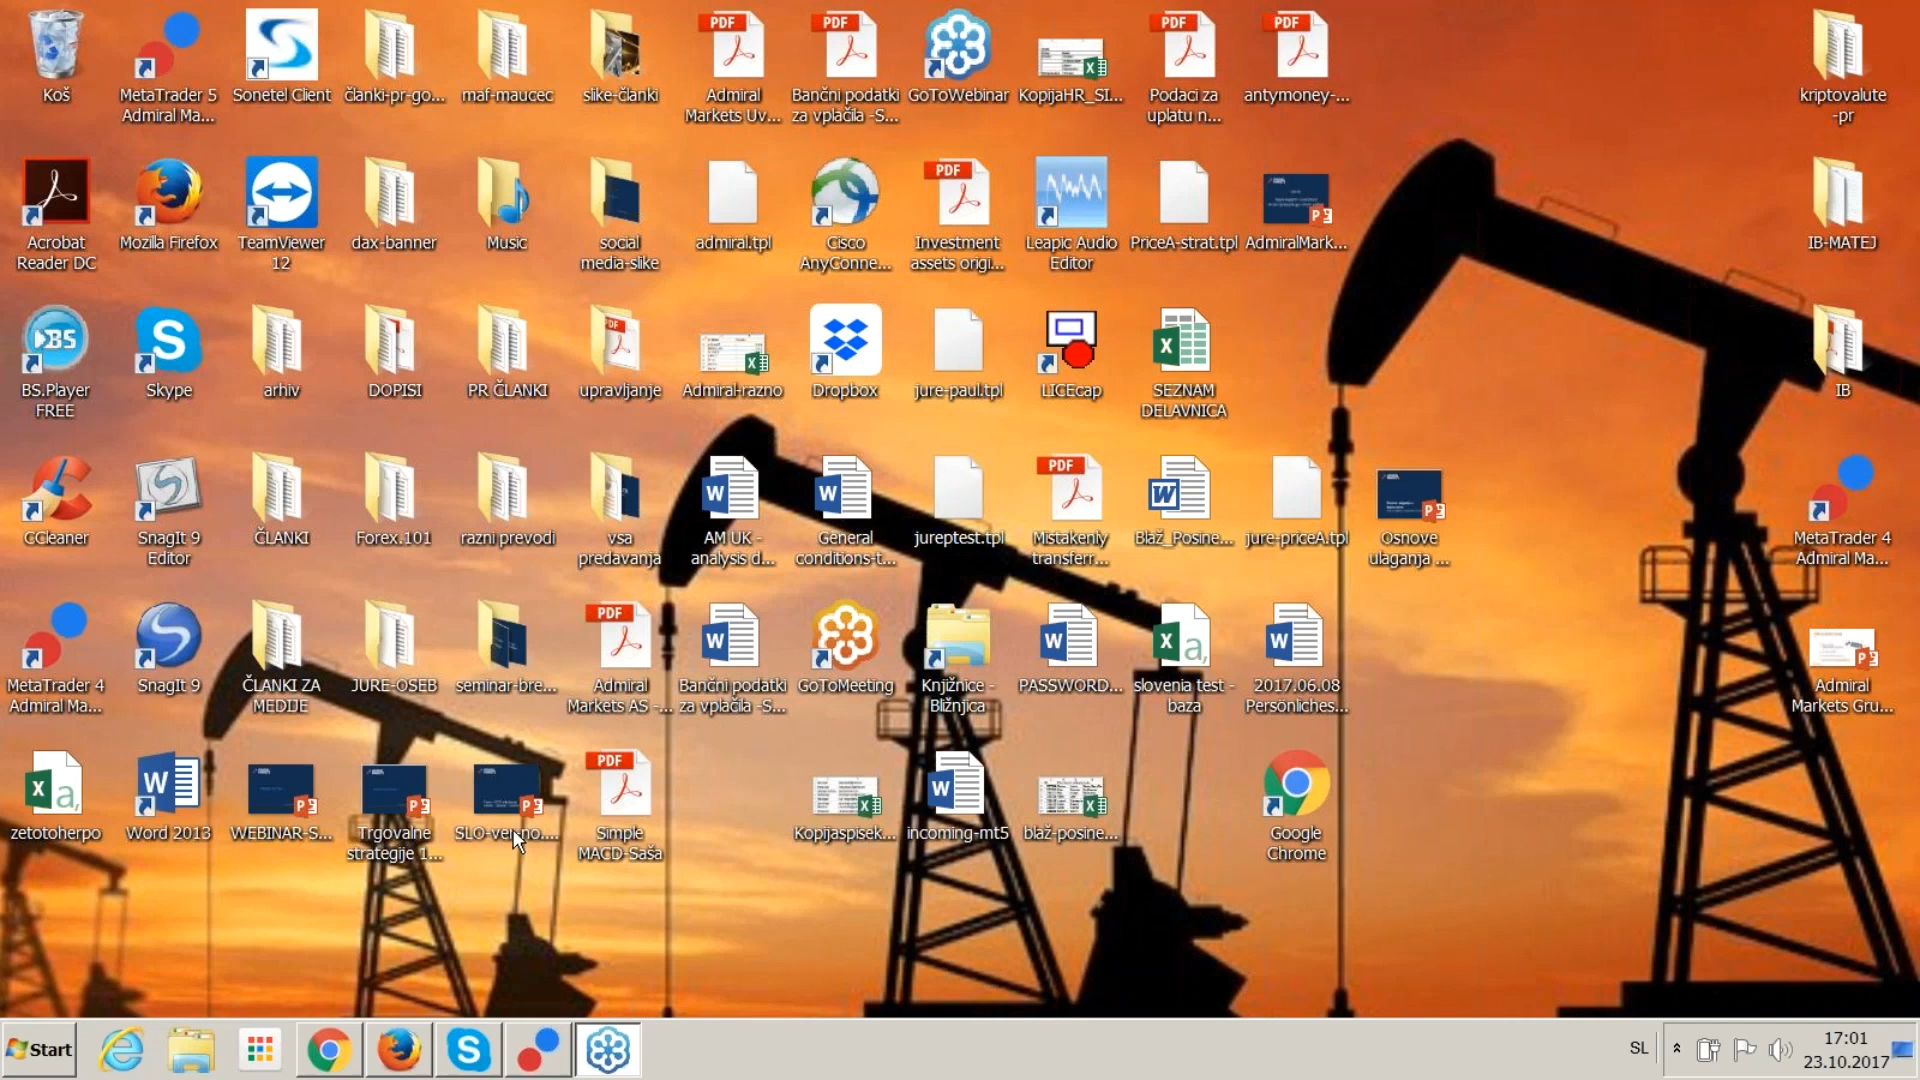 Koš
MetaTrader 5
Admiral Ma...
Sonetel Client
članki-pr-go...
maf-maucec
slike-članki
Admiral
Markets Uv...
Bančni podatki
za vplačila -S...
GoToWebinar
KopijaHR_SI...
Podaci za
uplatu n...
antymoney-...
kriptovalute
-pr
Acrobat
Reader DC
Mozilla Firefox
TeamViewer
12
dax-banner
Music
social
media-slike
admiral.tpl
Cisco
AnyConne...
Investment
assets origi...
Leapic Audio
Editor
PriceA-strat.tpl
AdmiralMark...
IB-MATEJ
BS.Player
FREE
Skype
arhiv
DOPISI
PR ČLANKI
upravljanje
Admiral-razno
Dropbox
jure-paul.tpl
LICEcap
SEZNAM
DELAVNICA
IB
CCleaner
SnagIt 9
Editor
ČLANKI
Forex.101
razni prevodi
vsa
predavanja
AM UK -
analysis d...
General
conditions-t...
jureptest.tpl
Mistakenly
transferr...
Blaž_Posine...
jure-priceA.tpl
Osnove
ulaganja ...
MetaTrader 4
Admiral Ma...
MetaTrader 4
Admiral Ma...
SnagIt 9
ČLANKI ZA
MEDIJE
JURE-OSEB
seminar-bre...
Admiral
Markets AS -...
Bančni podatki
za vplačila -S...
GoToMeeting
Knjižnice -
Bližnjica
PASSWORD...
slovenia test -
baza
2017.06.08
Persönliches...
Admiral
Markets Gru...
zetotoherpo
Word 2013
WEBINAR-S...
Trgovalne
strategije 1...
Simple
MACD-Saša
Kopijaspisek...
incoming-mt5
blaž-posine...
Google
Chrome
Start
SL
17:01
23.10.2017